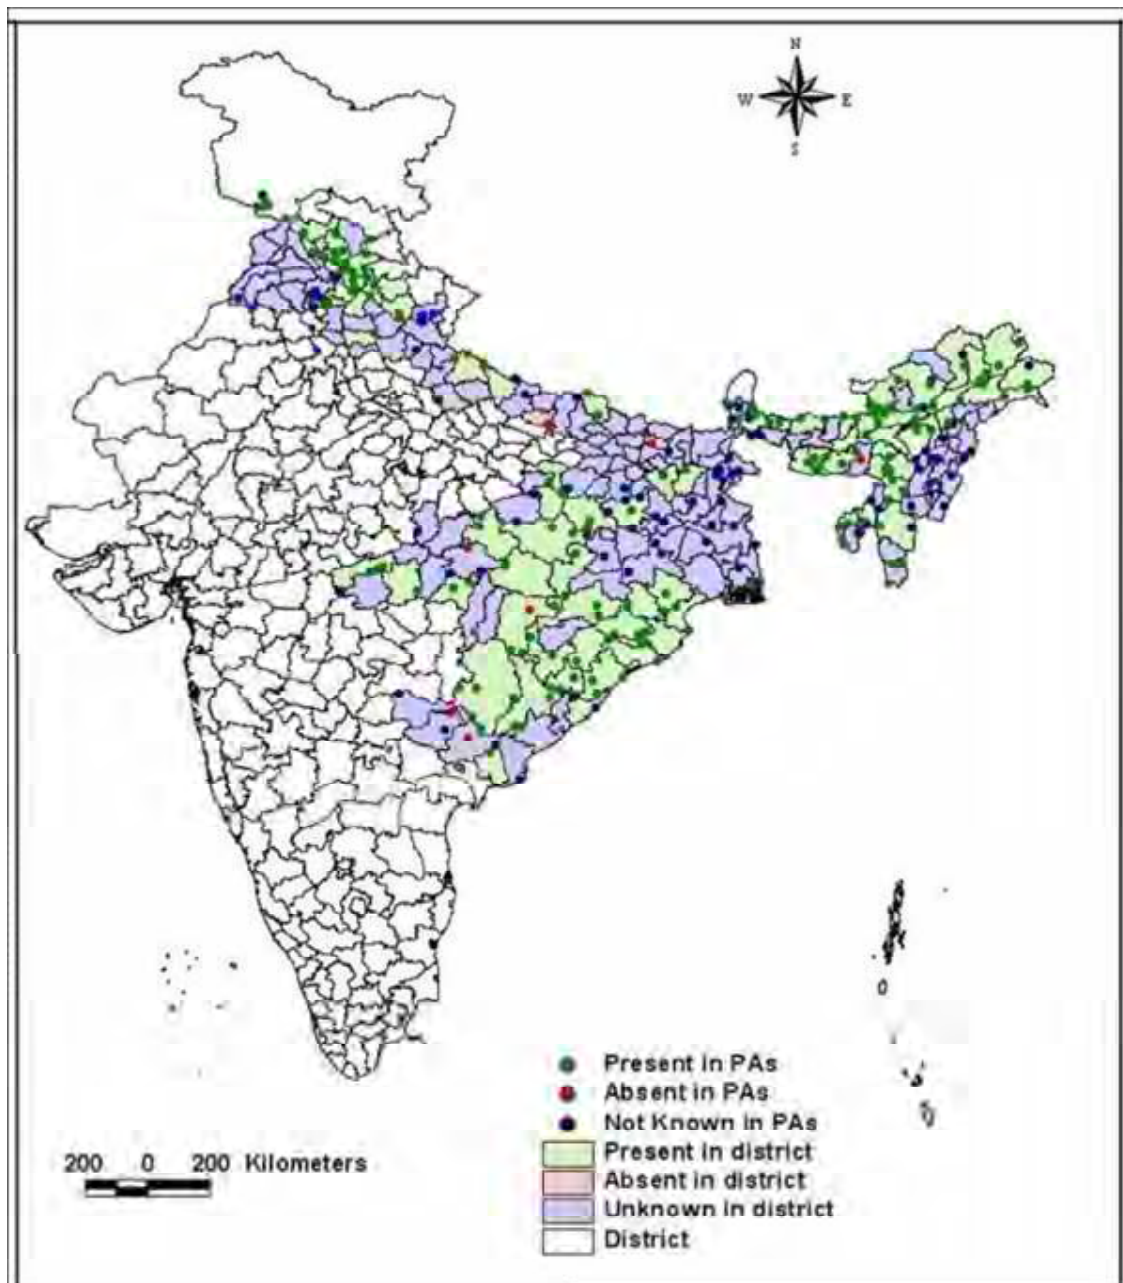 N
W E
S
Present in PAs
Absent in PAs
Not Known in PAs
Present in district
Absent in district
Unknown in district
District
200 0 200 Kilometers